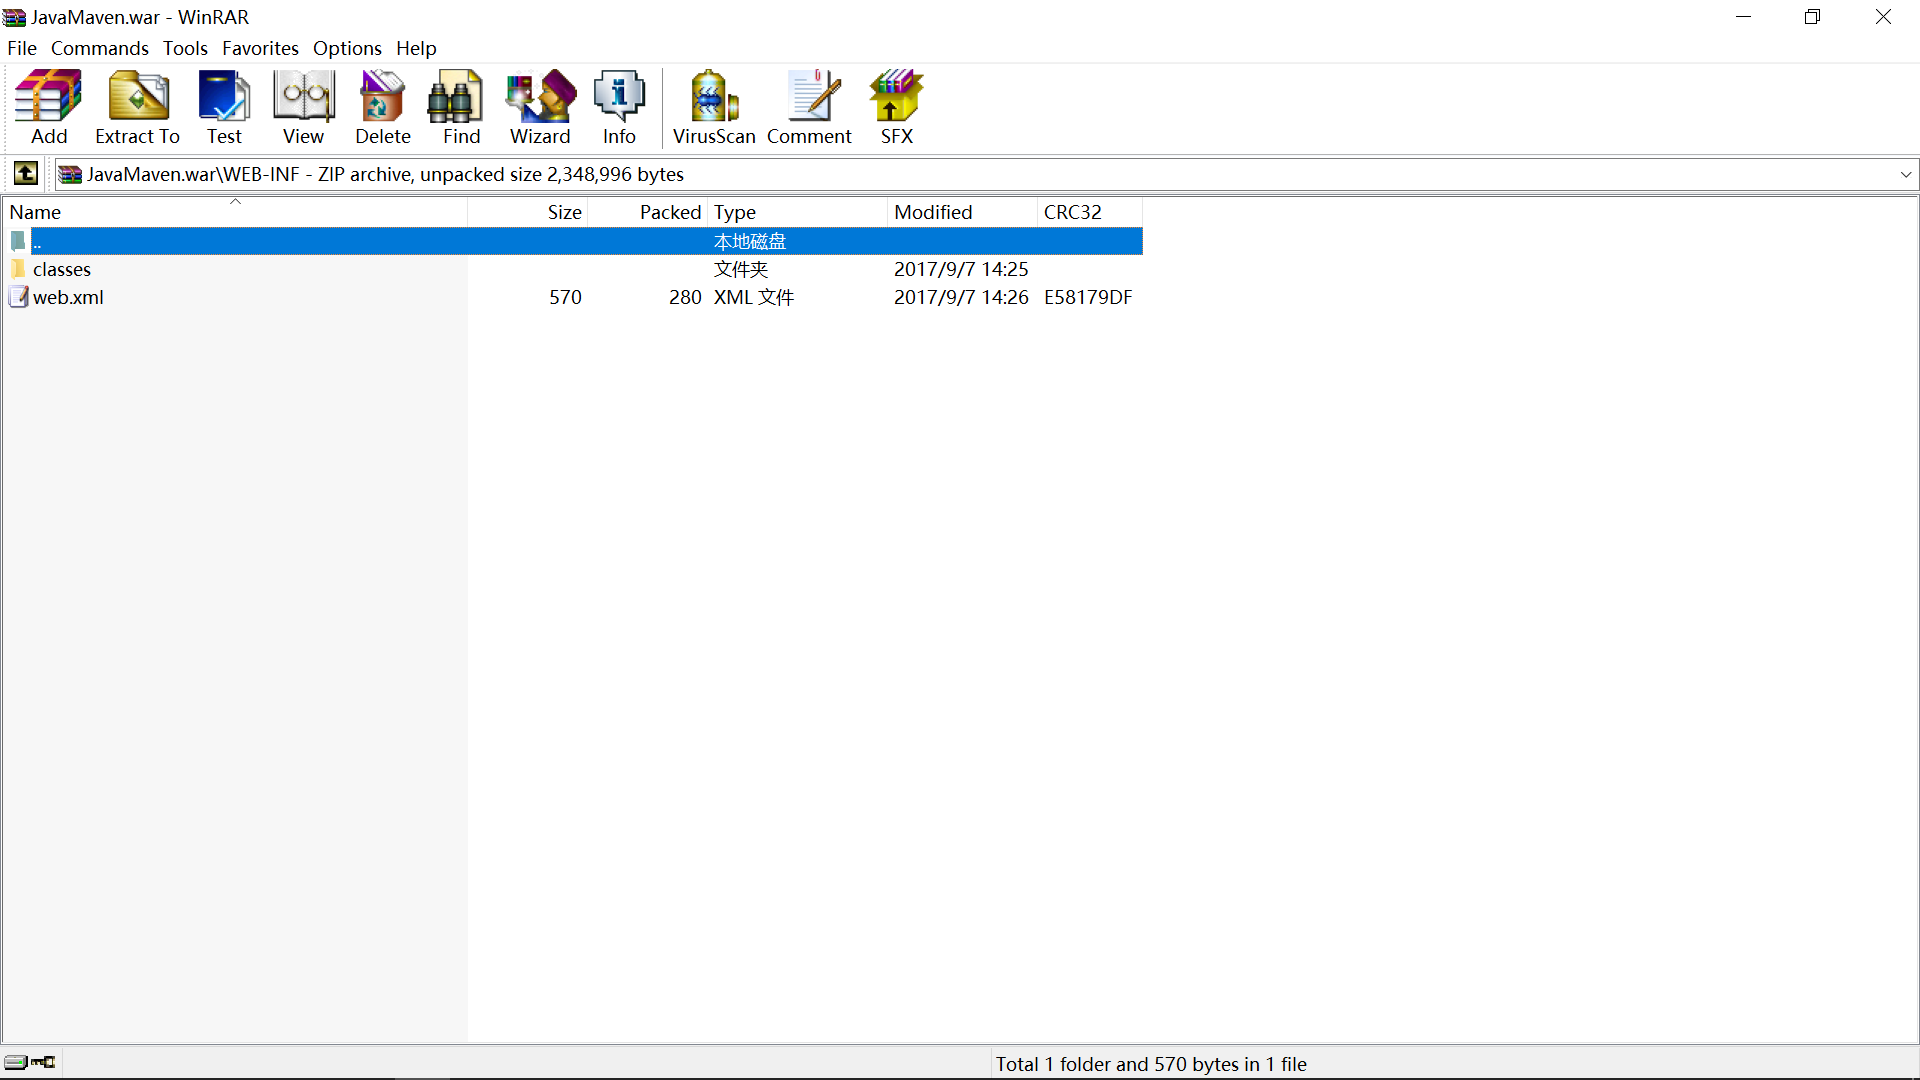 JavaMaven.war - WinRAR
File Commands Tools Favorites Options Help
Add Extract To Test View Delete Find Wizard Info VirusScan Comment SFX
JavaMaven.war\WEB-INF - ZIP archive, unpacked size 2,348,996 bytes
Name Size Packed Type Modified CRC32
.. 本地磁盘
classes 文件夹 2017/9/7 14:25
web.xml 570 280 XML 文件 2017/9/7 14:26 E58179DF
Total 1 folder and 570 bytes in 1 file